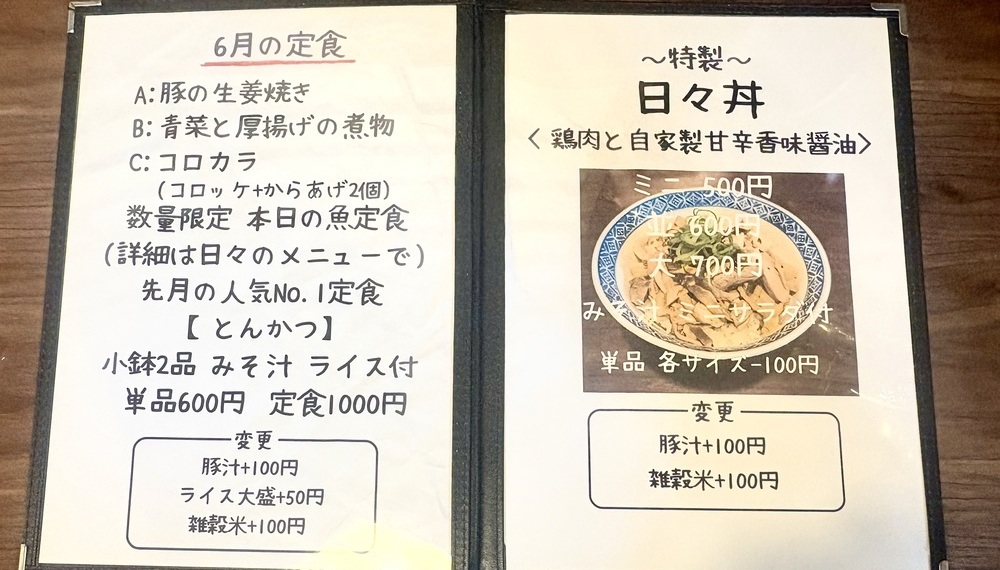 6月の定食
A:豚の生姜焼き
B:青菜と厚揚げの煮物
C:コロカラ
(コロッケ+からあげ2個)
数量限定 本日の魚定食
(詳細は日々のメニューで)
先月の人気No.1定食
【とんかつ】
小鉢2品 みそ汁 ライス付
単品600円 定食1000円
変更
豚汁+100円
ライス大盛+50円
雑穀米+100円
～特製～
日々丼
〈鶏肉と自家製甘辛香味醤油〉
ミニ 500円
並 600円
大 700円
みそ汁 ミニサラダ付
単品 各サイズ-100円
変更
豚汁+100円
雑穀米+100円